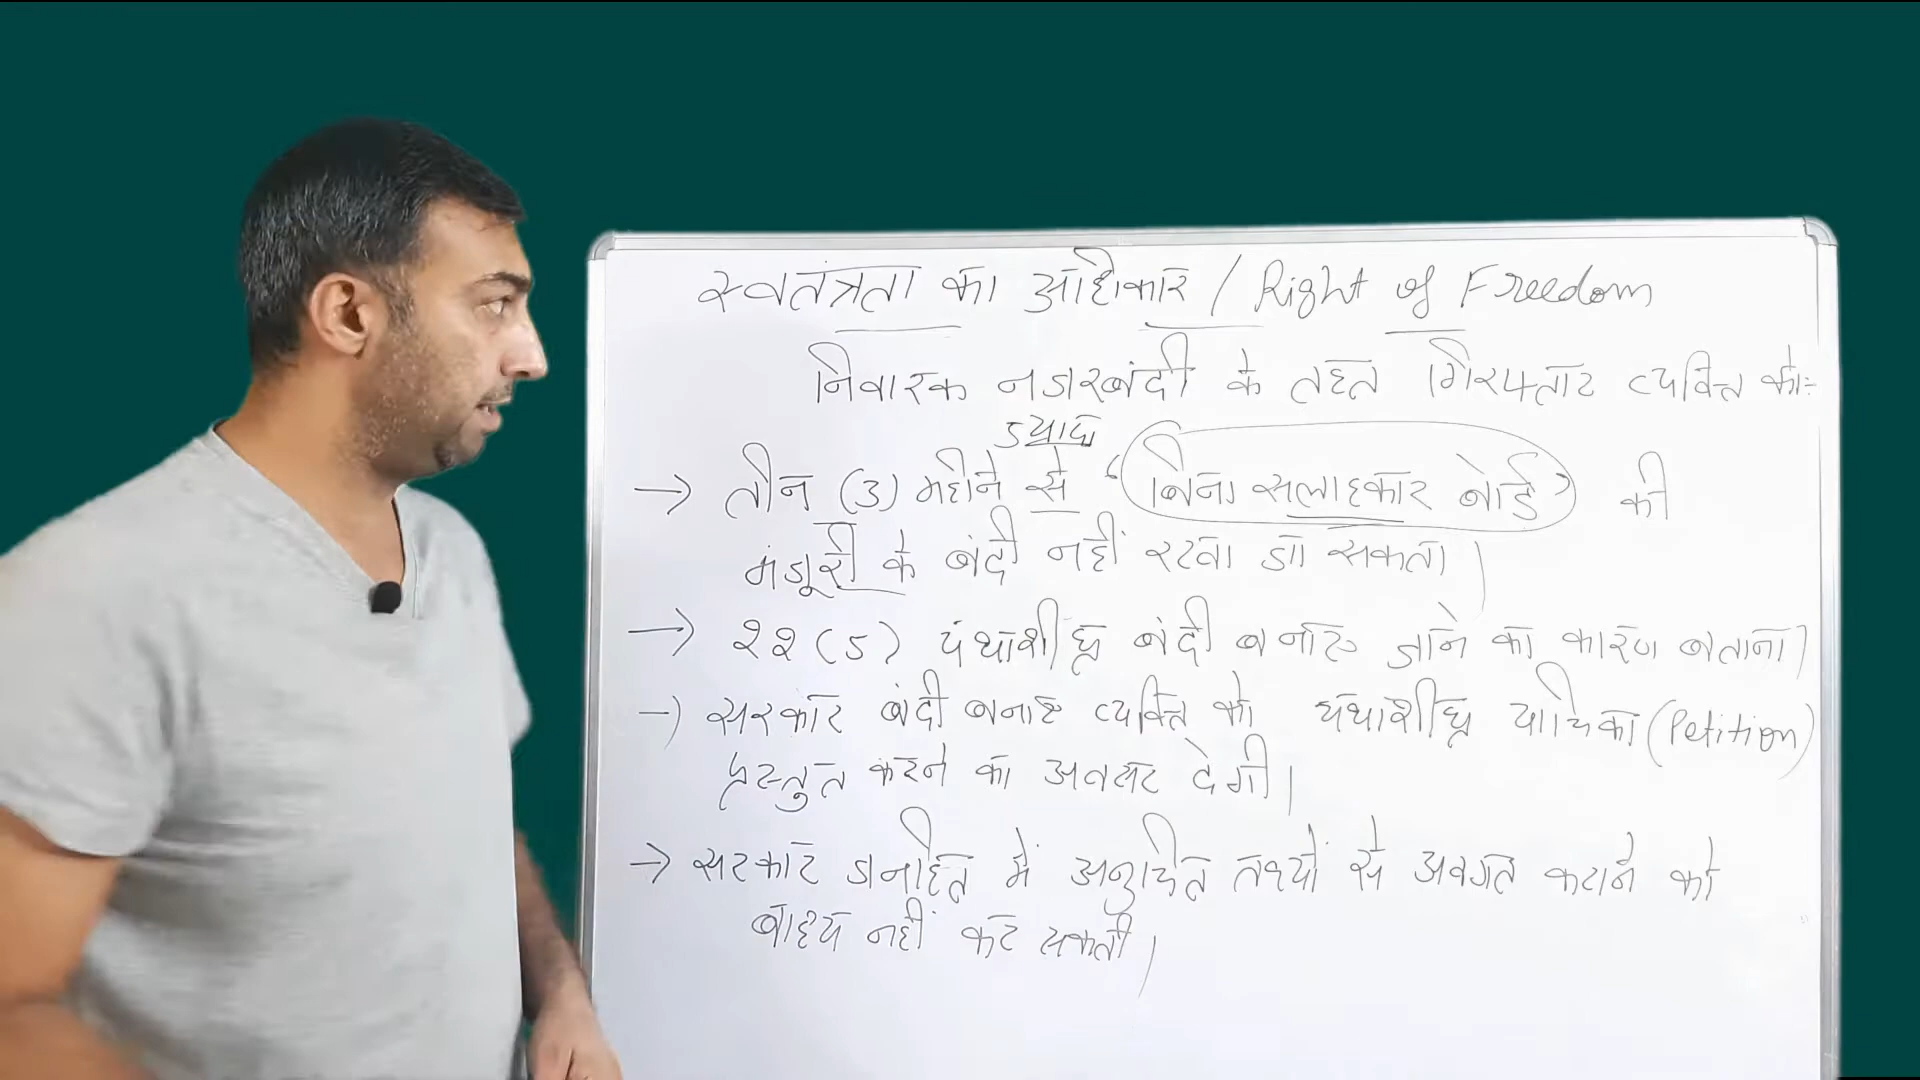 स्वतंत्रता का अधिकार / Right of Freedom
निवारक नजरबंदी के तहत गिरफ्तार व्यक्ति को:-
ज्यादा
→ तीन (3) महीने से "बिना सलाहकार बोर्ड" की
मंजूरी के बंदी नहीं रखा जा सकता।
→ २२(5) यथाशीघ्र बंदी बनाए जाने का कारण बताना।
→ सरकार बंदी बनाए व्यक्ति को यथाशीघ्र याचिका (Petition)
प्रस्तुत करने का अवसर देगी।
→ सरकार जनहित में अनुचित तथ्यों से अवगत कराने को
बाध्य नहीं कर सकती।